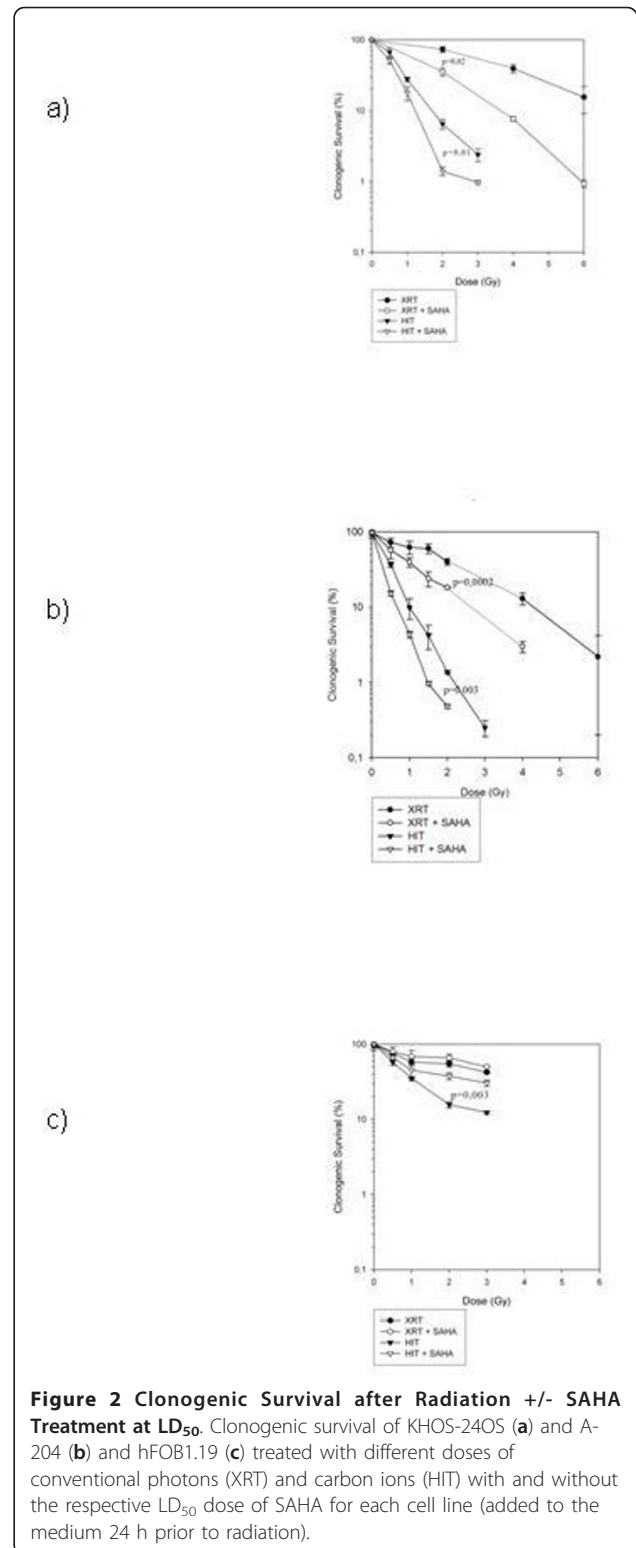 a)
100
10
1
0,1
Clonogenic Survival (%)
p=0.02
p=0.01
0 1 2 3 4 5 6
Dose (Gy)
XRT
XRT + SAHA
HIT
HIT + SAHA
b)
100
10
1
0,1
Clonogenic Survival (%)
p=0,0002
p=0,003
0 1 2 3 4 5 6
Dose (Gy)
XRT
XRT + SAHA
HIT
HIT + SAHA
c)
100
10
1
0,1
Clonogenic Survival (%)
p=0,003
0 1 2 3 4 5 6
Dose (Gy)
XRT
XRT + SAHA
HIT
HIT + SAHA
Figure 2 Clonogenic Survival after Radiation +/- SAHA
Treatment at LD50. Clonogenic survival of KHOS-24OS (a) and A-
204 (b) and hFOB1.19 (c) treated with different doses of
conventional photons (XRT) and carbon ions (HIT) with and without
the respective LD50 dose of SAHA for each cell line (added to the
medium 24 h prior to radiation).